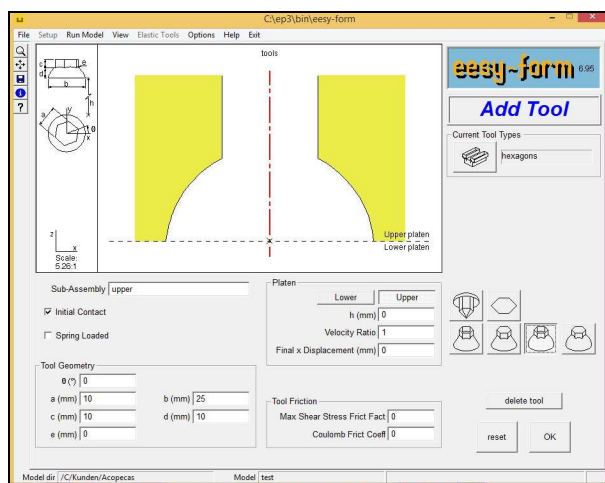 C:\ep3\bin\eesy-form
File Setup Run Model View Elastic Tools Options Help Exit
tools
c
e
d
b
h
a
y
θ
x
z
x
Scale:
5.26:1
Upper platen
Lower platen
eesy-form 6.95
Add Tool
Current Tool Types
hexagons
Sub-Assembly upper
Initial Contact
Spring Loaded
Platen
Lower Upper
h (mm) 0
Velocity Ratio 1
Final x Displacement (mm) 0
Tool Geometry
θ (°) 0
a (mm) 10 b (mm) 25
c (mm) 10 d (mm) 10
e (mm) 0
Tool Friction
Max Shear Stress Frict Fact 0
Coulomb Frict Coeff 0
delete tool
reset OK
Model dir /C/Kunden/Acopecas Model test